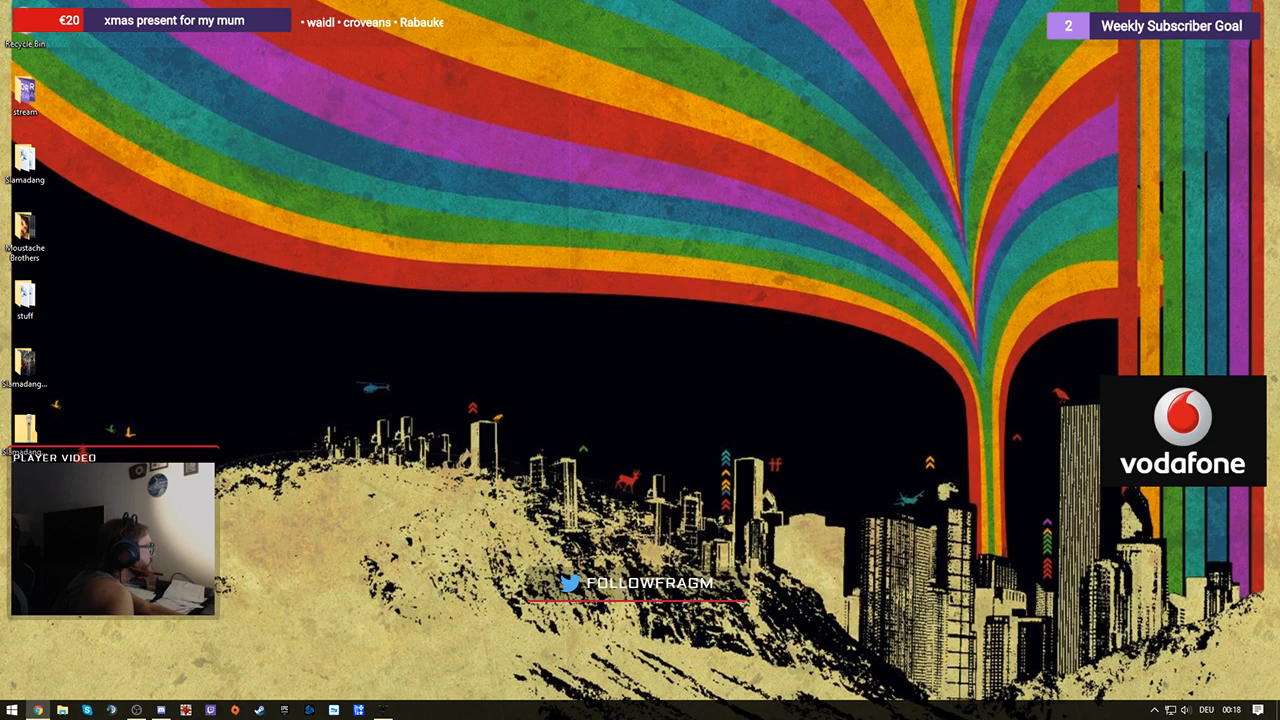 €20
xmas present for my mum
• waidl • croveans • Rabauke
2
Weekly Subscriber Goal
Recycle Bin
stream
Slamadang
Moustache
Brothers
stuff
Slamadang...
Slamadang...
PLAYER VIDEO
vodafone
FOLLOWFRAGM
DEU
00:18